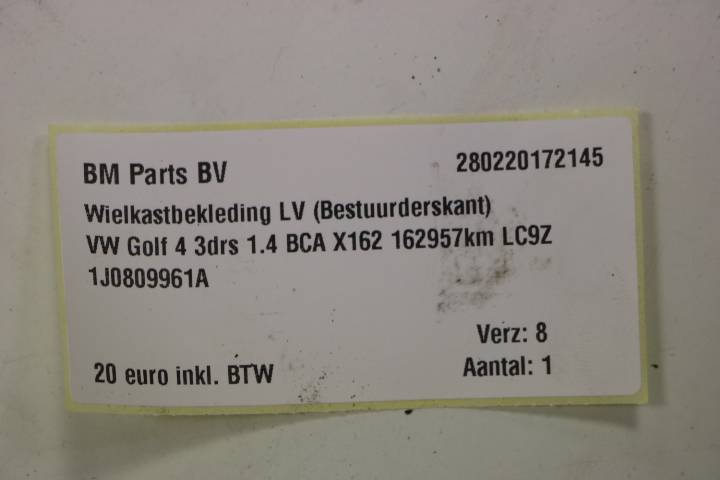 BM Parts BV 280220172145
Wielkastbekleding LV (Bestuurderskant)
VW Golf 4 3drs 1.4 BCA X162 162957km LC9Z
1J0809961A
Verz: 8
20 euro inkl. BTW Aantal: 1